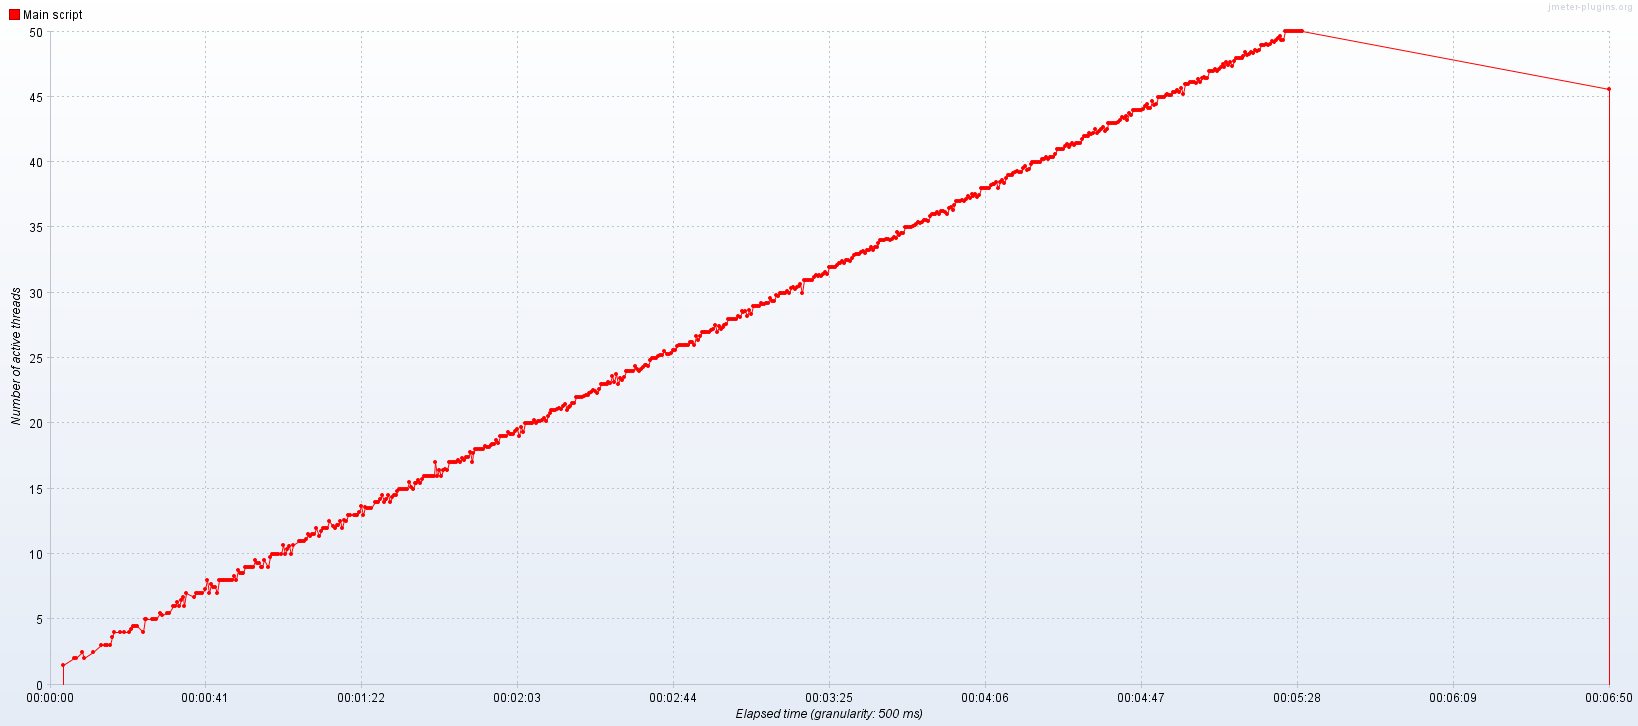 jmeter-plugins.org
Main script
50
45
40
35
30
25
20
15
10
5
0
Number of active threads
00:00:00 00:00:41 00:01:22 00:02:03 00:02:44 00:03:25 00:04:06 00:04:47 00:05:28 00:06:09 00:06:50
Elapsed time (granularity: 500 ms)